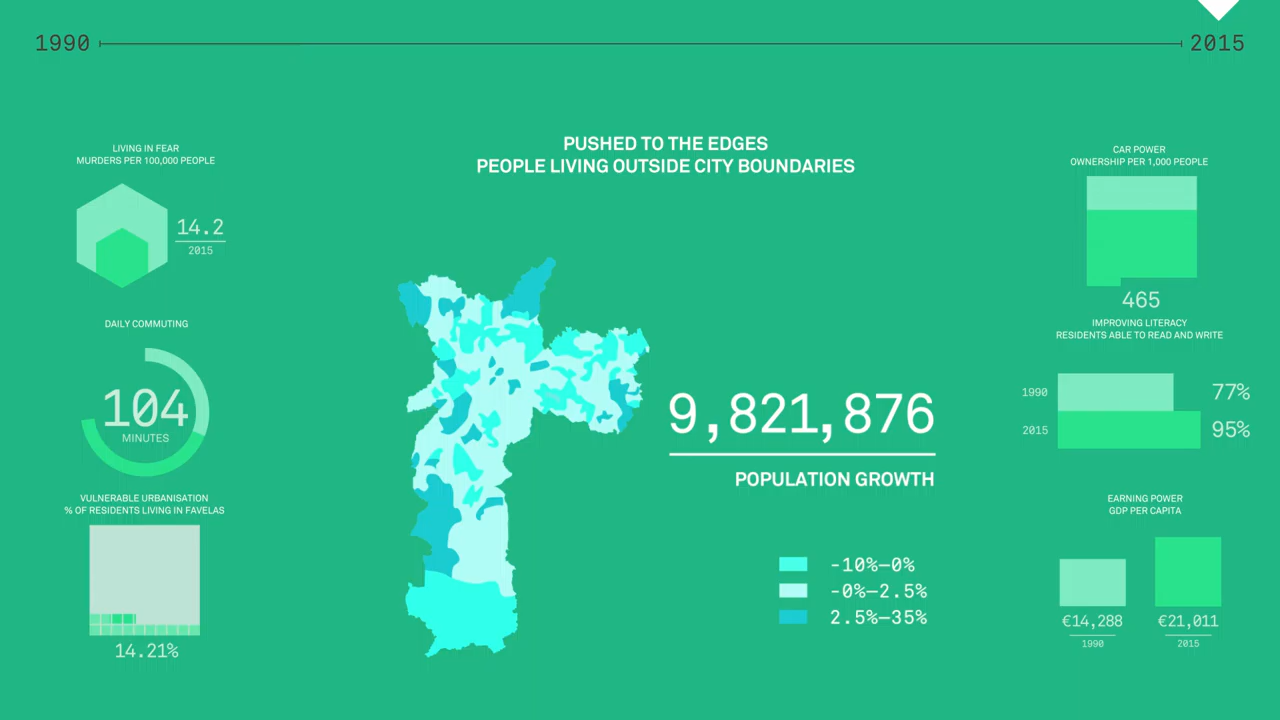 1990
2015
LIVING IN FEAR
MURDERS PER 100,000 PEOPLE
14.2
2015
DAILY COMMUTING
104
MINUTES
VULNERABLE URBANISATION
% OF RESIDENTS LIVING IN FAVELAS
14.21%
PUSHED TO THE EDGES
PEOPLE LIVING OUTSIDE CITY BOUNDARIES
9,821,876
POPULATION GROWTH
-10%—0%
-0%—2.5%
2.5%—35%
CAR POWER
OWNERSHIP PER 1,000 PEOPLE
465
IMPROVING LITERACY
RESIDENTS ABLE TO READ AND WRITE
1990 77%
2015 95%
EARNING POWER
GDP PER CAPITA
€14,288 €21,011
1990 2015